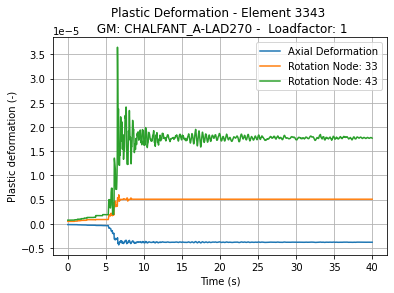 Plastic Deformation - Element 3343
GM: CHALFANT_A-LAD270 -  Loadfactor: 1
1e−5
Axial Deformation
Rotation Node: 33
Rotation Node: 43
Plastic deformation (-)
3.5
3.0
2.5
2.0
1.5
1.0
0.5
0.0
−0.5
0 5 10 15 20 25 30 35 40
Time (s)